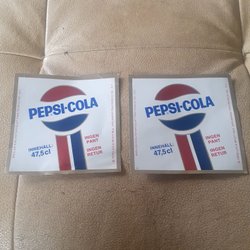 PEPSI-COLA
INNEHÅLL:
47,5 cl
INGEN
PANT
INGEN
RETUR
PEPSI-COLA
INNEHÅLL:
47,5 cl
INGEN
PANT
INGEN
RETUR